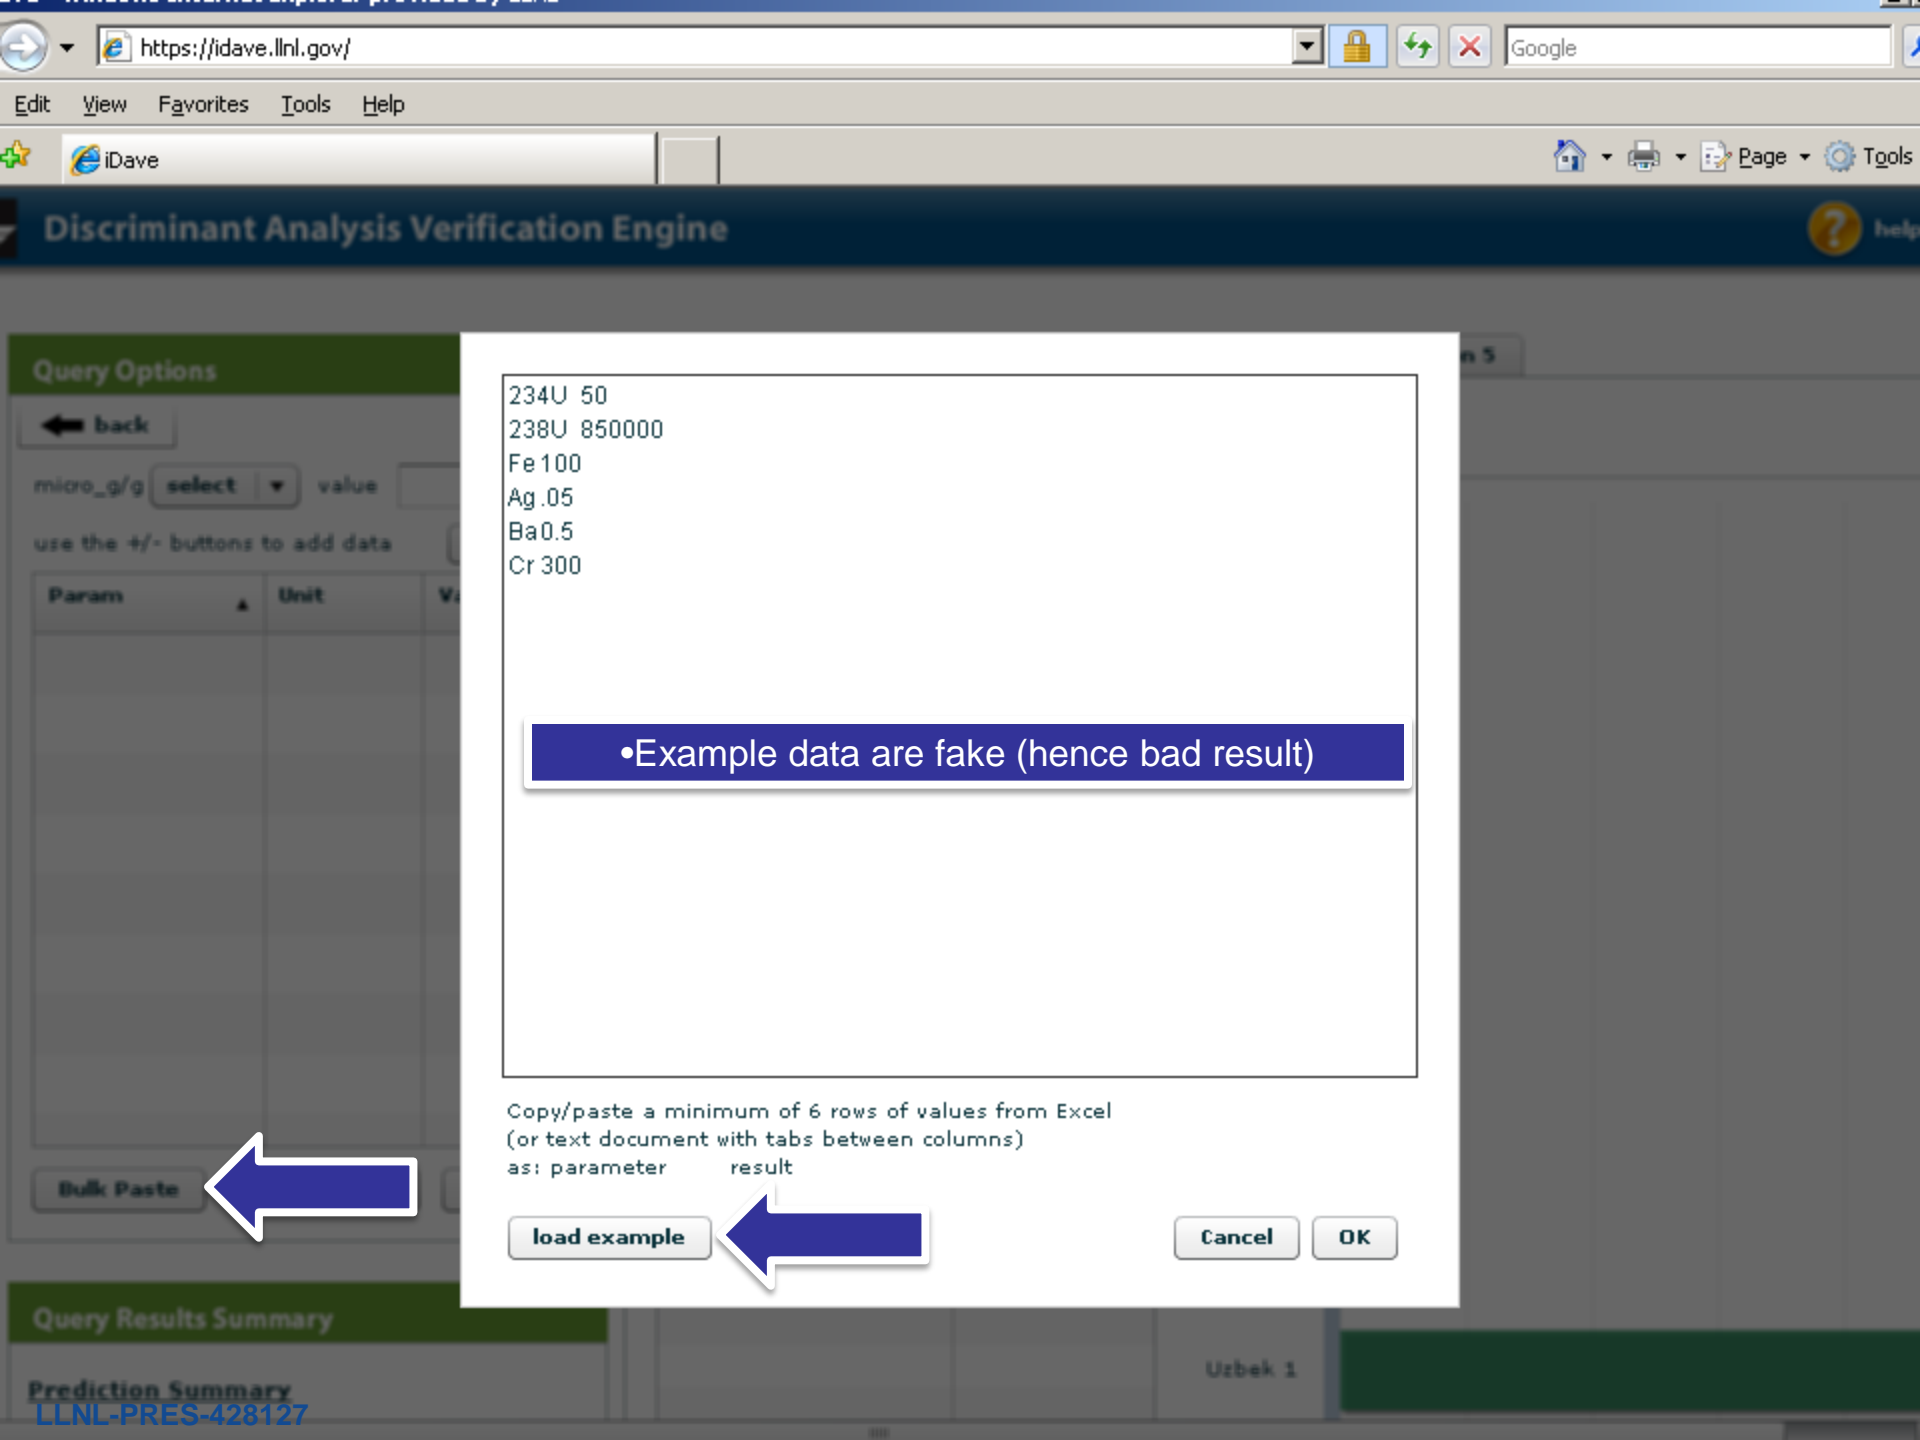 https://idave.llnl.gov/
Google
Edit View Favorites Tools Help
iDave
Page Tools
Discriminant Analysis Verification Engine
help
Query Options
n 5
back
micro_g/g select value
use the +/- buttons to add data
Param Unit
234U 50
238U 850000
Fe 100
Ag .05
Ba 0.5
Cr 300
•Example data are fake (hence bad result)
Copy/paste a minimum of 6 rows of values from Excel
(or text document with tabs between columns)
as: parameter result
Bulk Paste
load example
Cancel OK
Query Results Summary
Uzbek 1
Prediction Summary
LLNL-PRES-428127